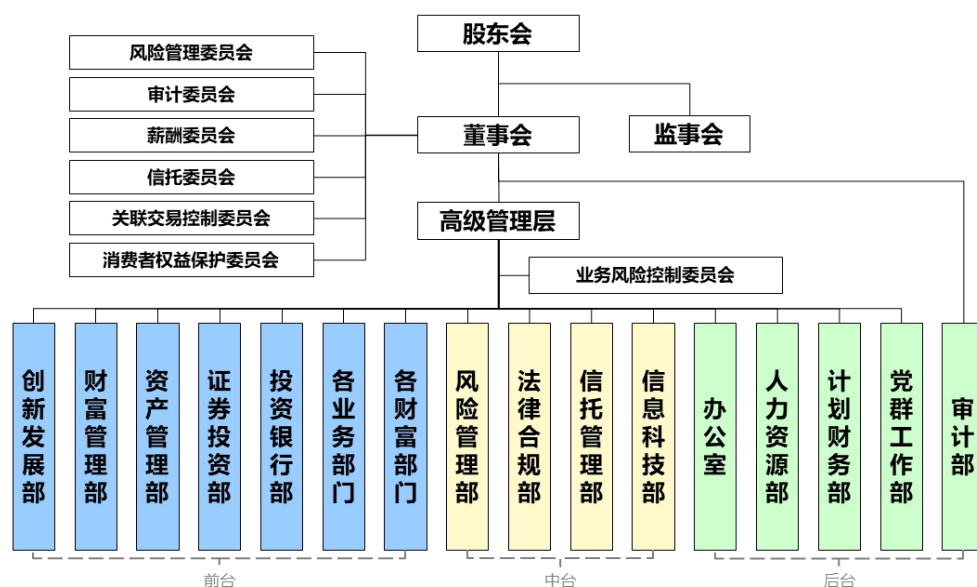 股东会
风险管理委员会
审计委员会
薪酬委员会
信托委员会
关联交易控制委员会
消费者权益保护委员会
董事会
监事会
高级管理层
业务风险控制委员会
创新发展部
财富管理部
资产管理部
证券投资部
投资银行部
各业务部门
各财富部门
风险管理部
法律合规部
信托管理部
信息科技部
办公室
人力资源部
计划财务部
党群工作部
审计部
前台
中台
后台